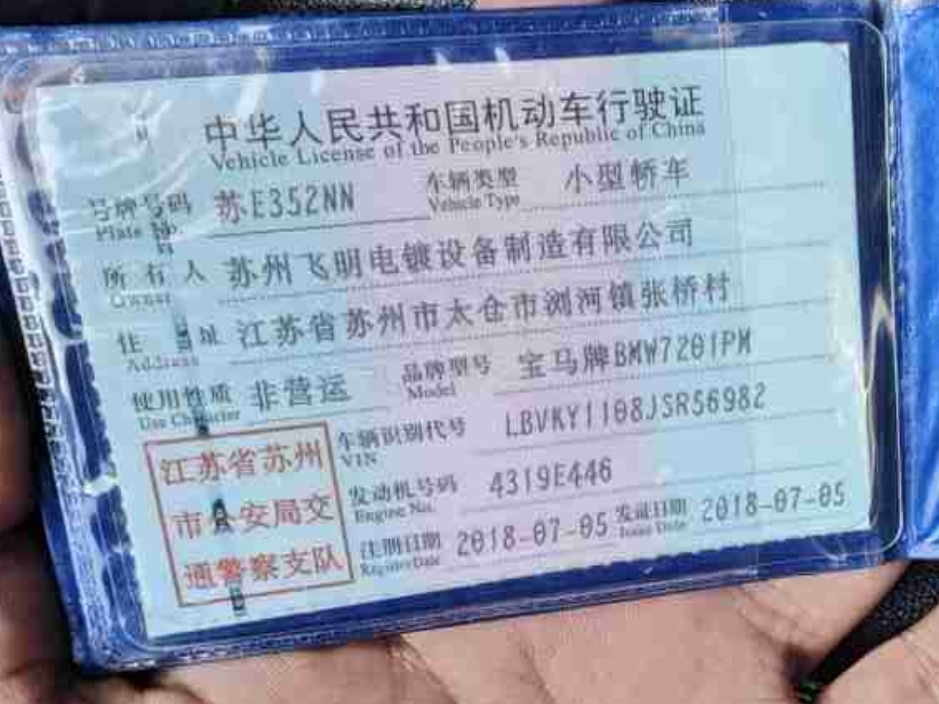 中华人民共和国机动车行驶证
Vehicle License of the People's Republic of China
号牌号码 苏E352NN 车辆类型 小型轿车
Plate No. Vehicle Type
所有人 苏州飞明电镀设备制造有限公司
Owner
住址 江苏省苏州市太仓市浏河镇张桥村
Address
使用性质 非营运 品牌型号 宝马牌BMW7201PM
Use Character Model
江苏省苏州
市公安局交
通警察支队
车辆识别代号 LBVKY1108JSR56982
VIN
发动机号码 4319E446
Engine No.
注册日期 2018-07-05 发证日期 2018-07-05
Register Date Issue Date